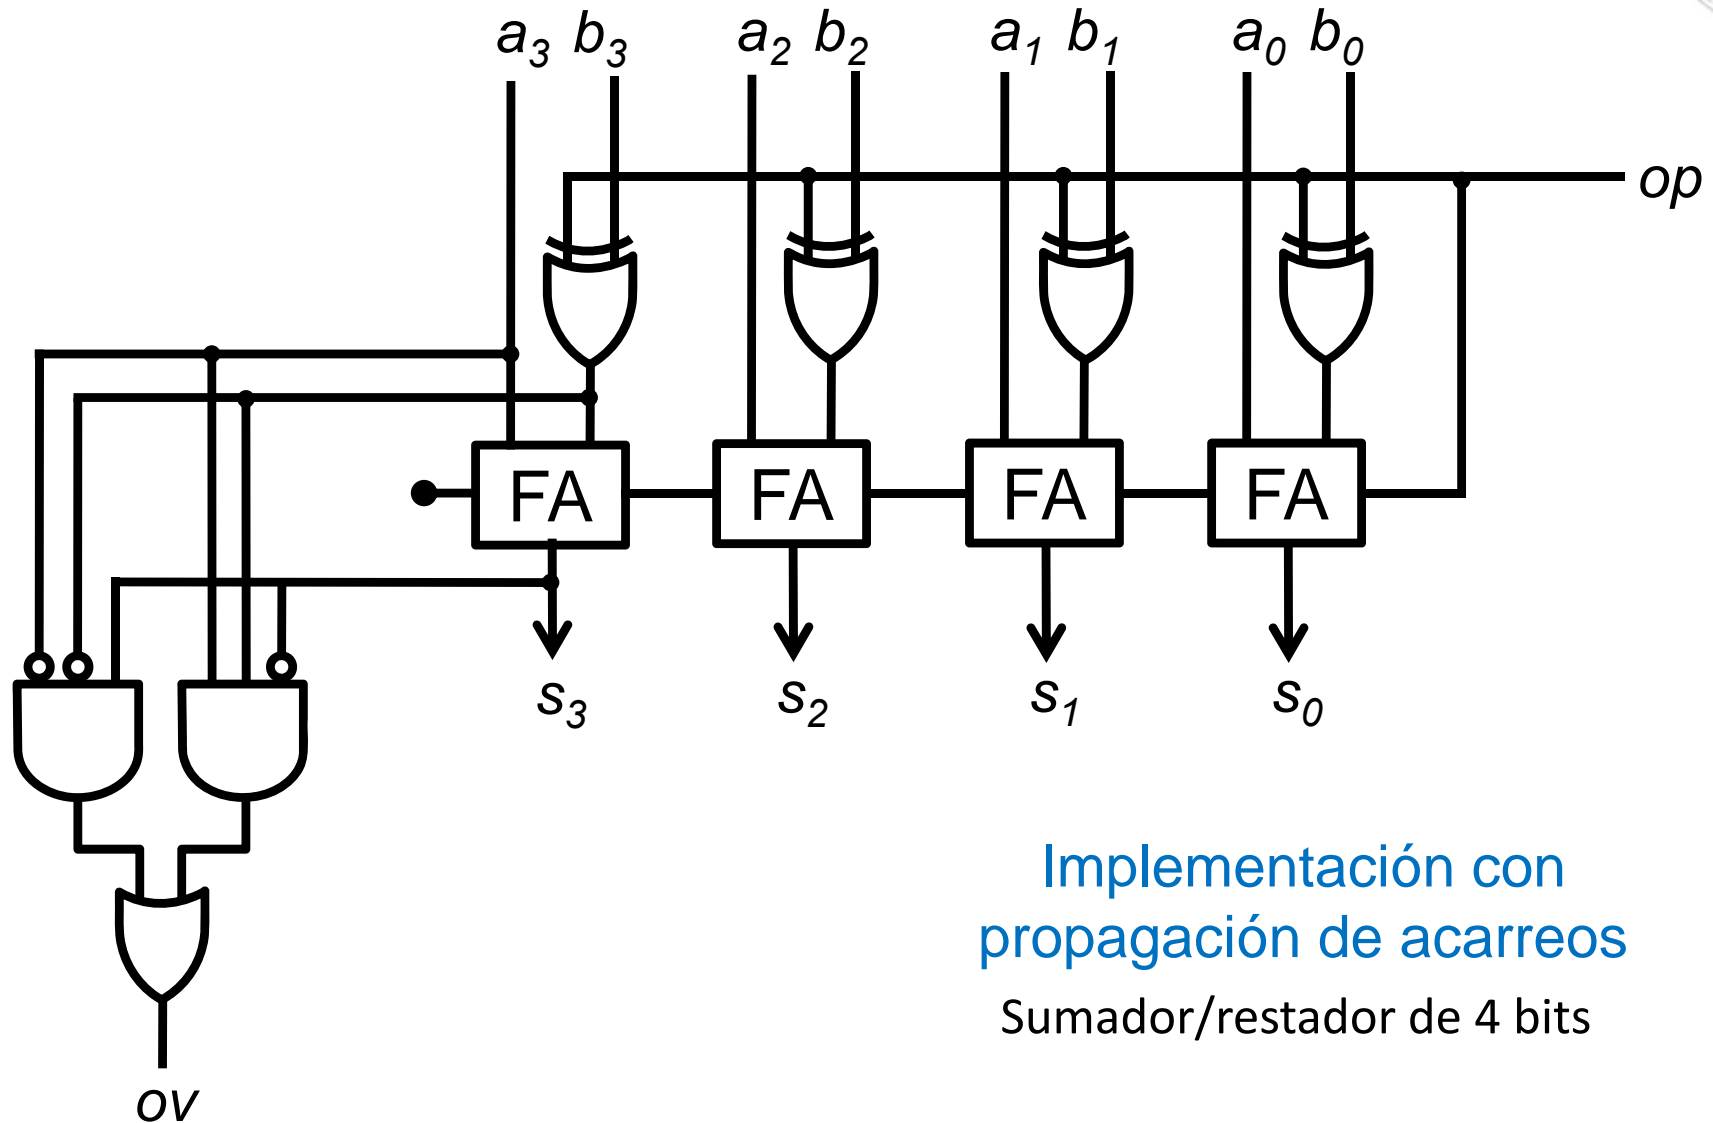 a₃ b₃ a₂ b₂ a₁ b₁ a₀ b₀
op
FA FA FA FA
s₃ s₂ s₁ s₀
Implementación con
propagación de acarreos
Sumador/restador de 4 bits
ov